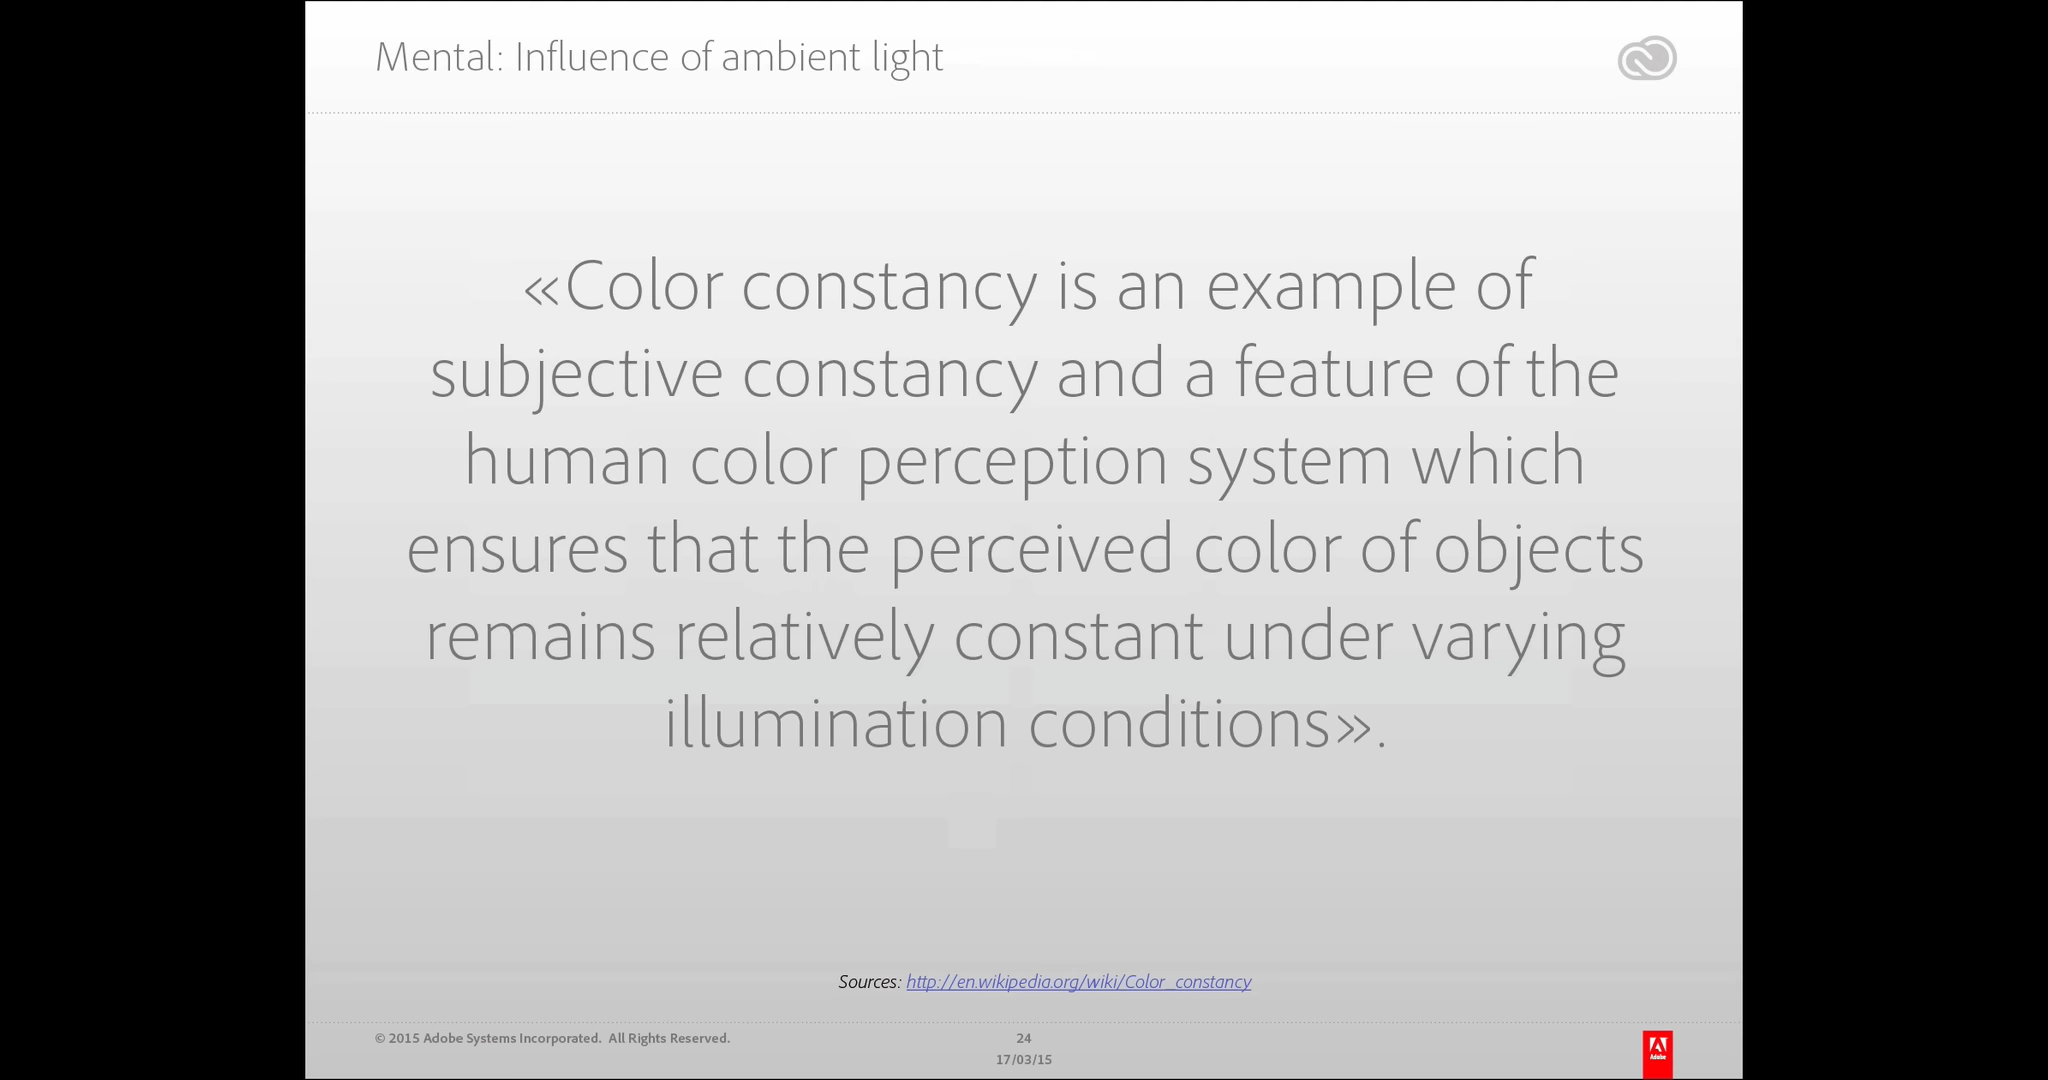 Mental: Influence of ambient light
«Color constancy is an example of
subjective constancy and a feature of the
human color perception system which
ensures that the perceived color of objects
remains relatively constant under varying
illumination conditions».
Sources: http://en.wikipedia.org/wiki/Color_constancy
© 2015 Adobe Systems Incorporated.  All Rights Reserved.
24
17/03/15
Adobe